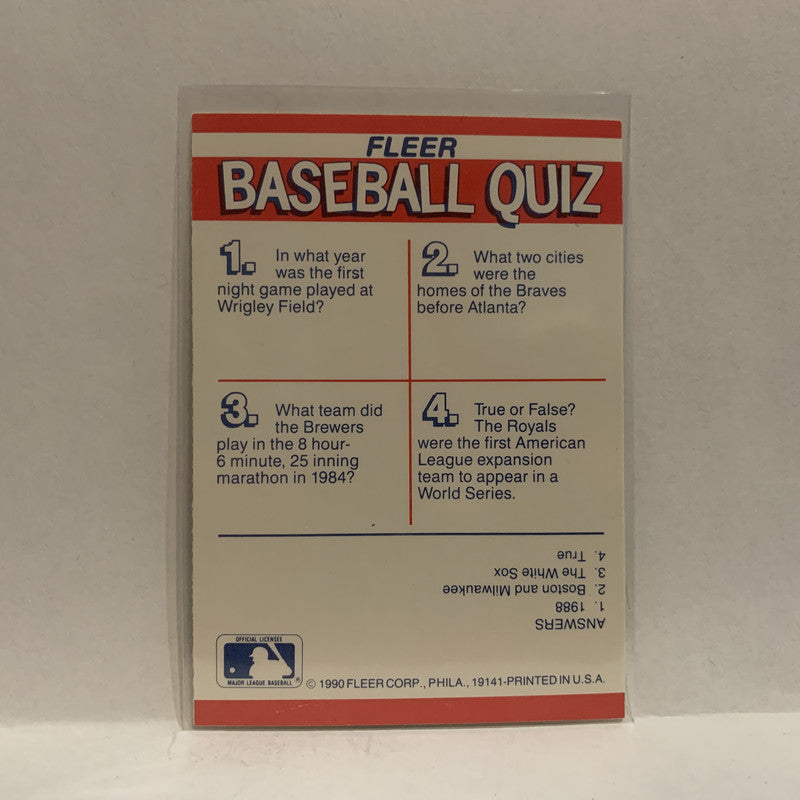 FLEER
BASEBALL QUIZ
1. In what year
was the first
night game played at
Wrigley Field?
2. What two cities
were the
homes of the Braves
before Atlanta?
3. What team did
the Brewers
play in the 8 hour-
6 minute, 25 inning
marathon in 1984?
4. True or False?
The Royals
were the first American
League expansion
team to appear in a
World Series.
ANSWERS
1. 1988
2. Boston and Milwaukee
3. The White Sox
4. True
OFFICIAL LICENSEE
MAJOR LEAGUE BASEBALL®
© 1990 FLEER CORP., PHILA., 19141-PRINTED IN U.S.A.